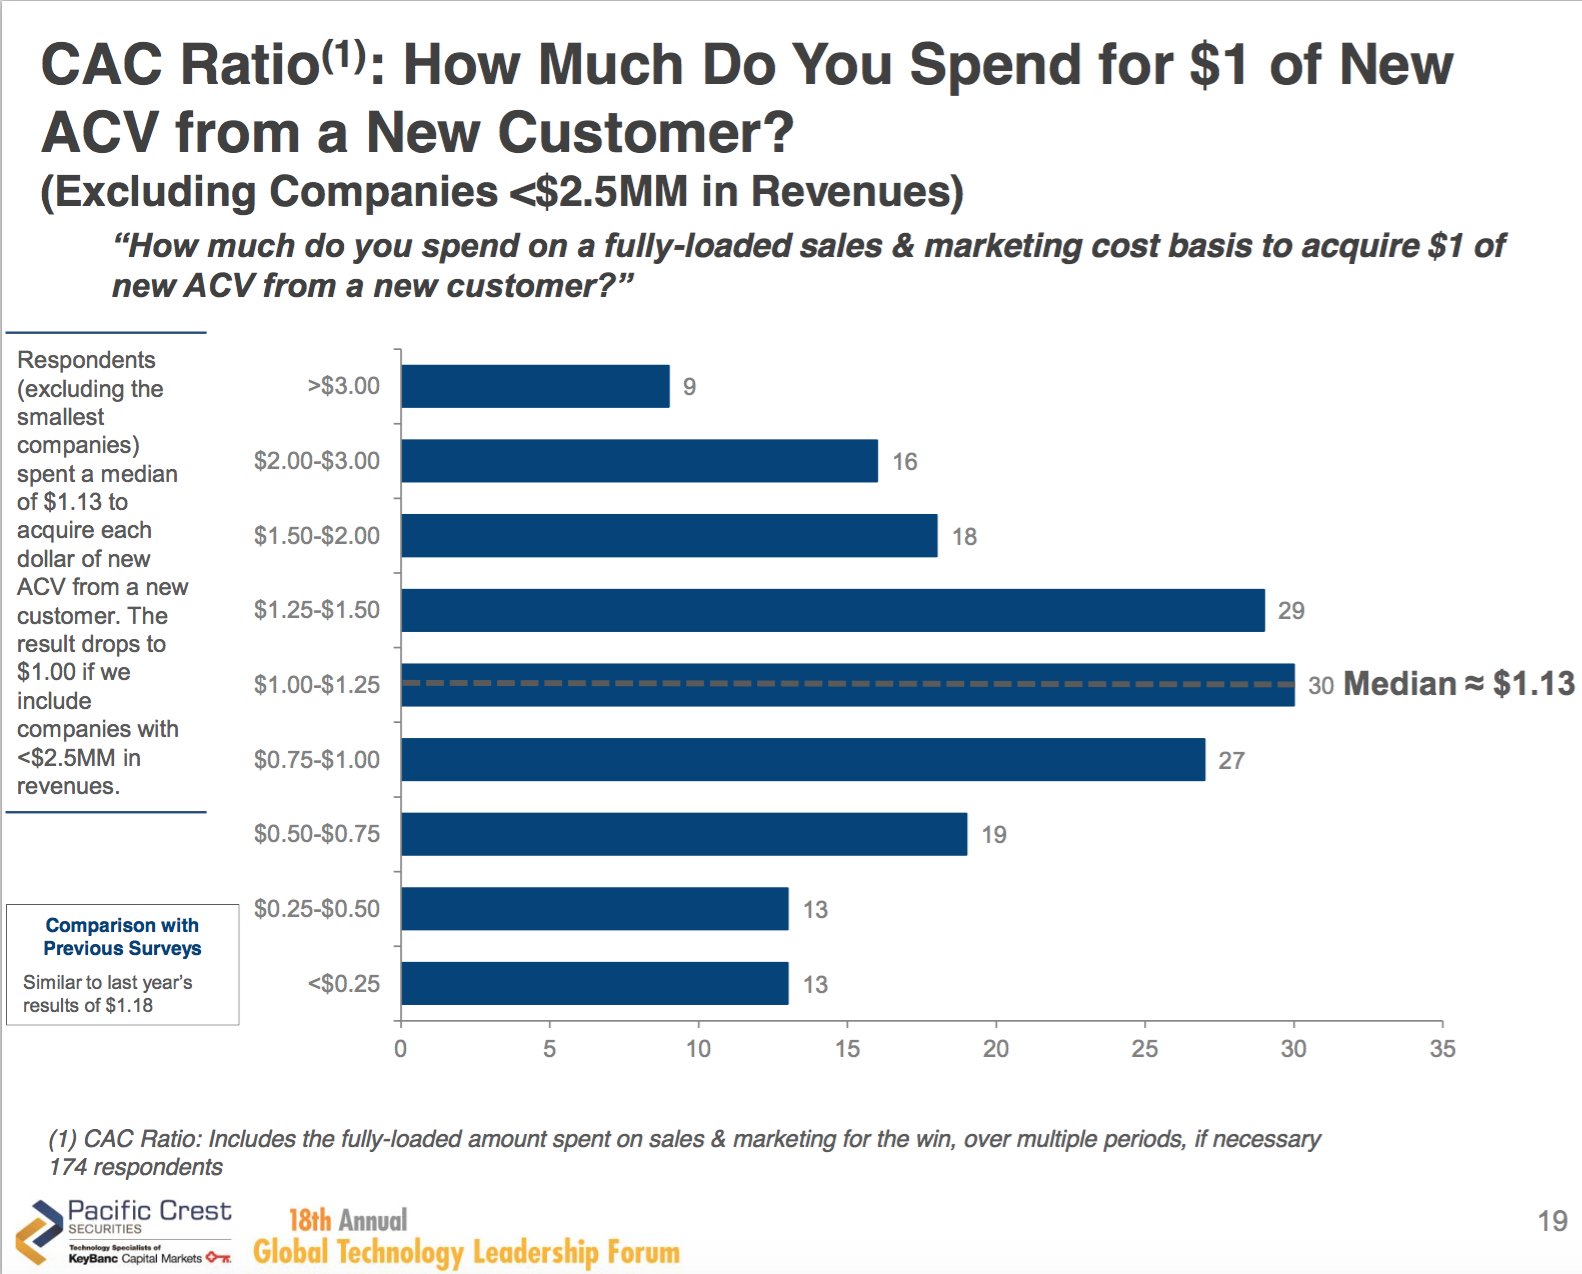 CAC Ratio(1): How Much Do You Spend for $1 of New
ACV from a New Customer?
(Excluding Companies <$2.5MM in Revenues)
“How much do you spend on a fully-loaded sales & marketing cost basis to acquire $1 of
new ACV from a new customer?”
Respondents
(excluding the
smallest
companies)
spent a median
of $1.13 to
acquire each
dollar of new
ACV from a new
customer. The
result drops to
$1.00 if we
include
companies with
<$2.5MM in
revenues.
Comparison with
Previous Surveys
Similar to last year’s
results of $1.18
>$3.00 9
$2.00-$3.00 16
$1.50-$2.00 18
$1.25-$1.50 29
$1.00-$1.25 30 Median ≈ $1.13
$0.75-$1.00 27
$0.50-$0.75 19
$0.25-$0.50 13
<$0.25 13
0 5 10 15 20 25 30 35
(1) CAC Ratio: Includes the fully-loaded amount spent on sales & marketing for the win, over multiple periods, if necessary
174 respondents
Pacific Crest
SECURITIES
Technology Specialists of
KeyBanc Capital Markets
18th Annual
Global Technology Leadership Forum
19